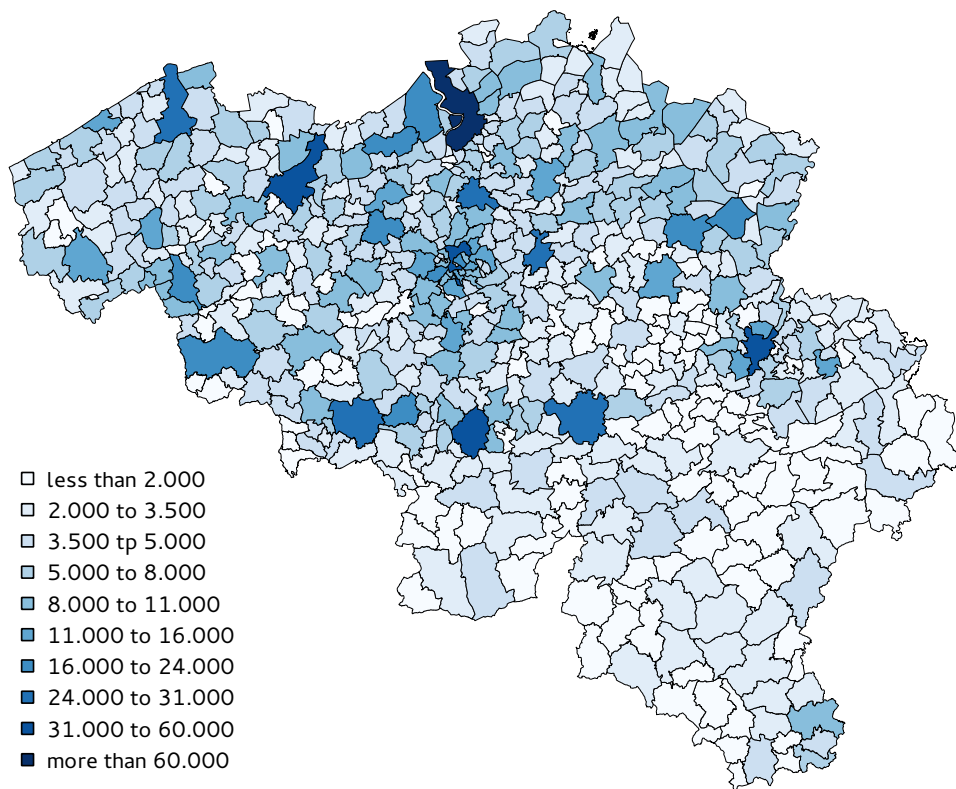 less than 2.000
2.000 to 3.500
3.500 tp 5.000
5.000 to 8.000
8.000 to 11.000
11.000 to 16.000
16.000 to 24.000
24.000 to 31.000
31.000 to 60.000
more than 60.000